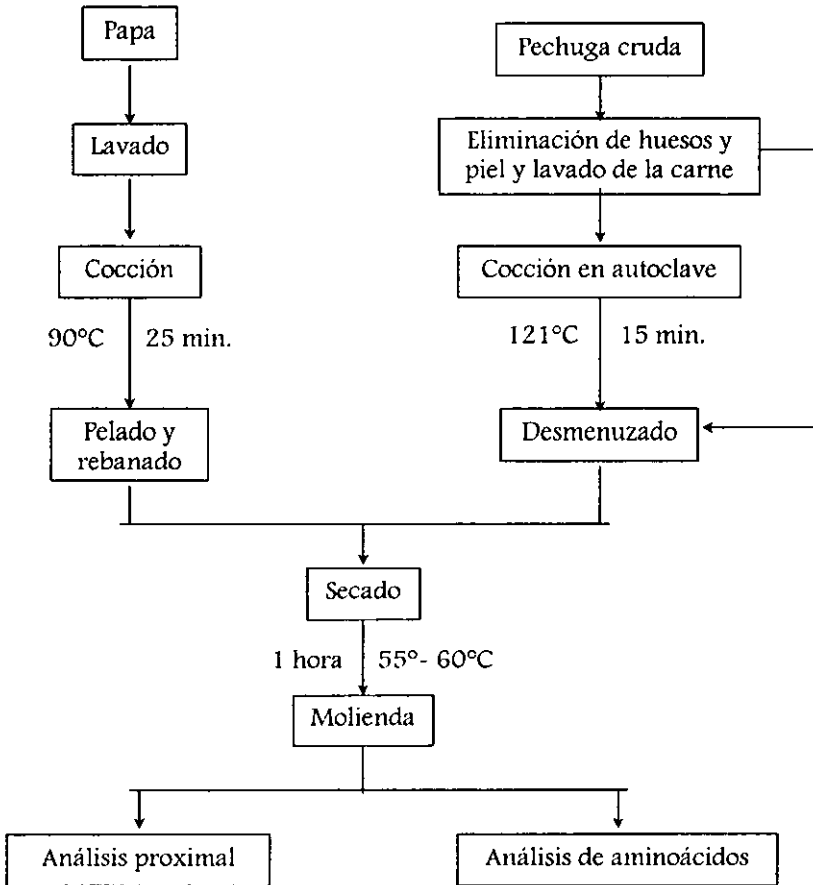 Papa
Pechuga cruda
Lavado
Eliminación de huesos y
piel y lavado de la carne
Cocción
Cocción en autoclave
90°C 25 min.
121°C 15 min.
Pelado y
rebanado
Desmenuzado
Secado
1 hora 55°- 60°C
Molienda
Análisis proximal
Análisis de aminoácidos